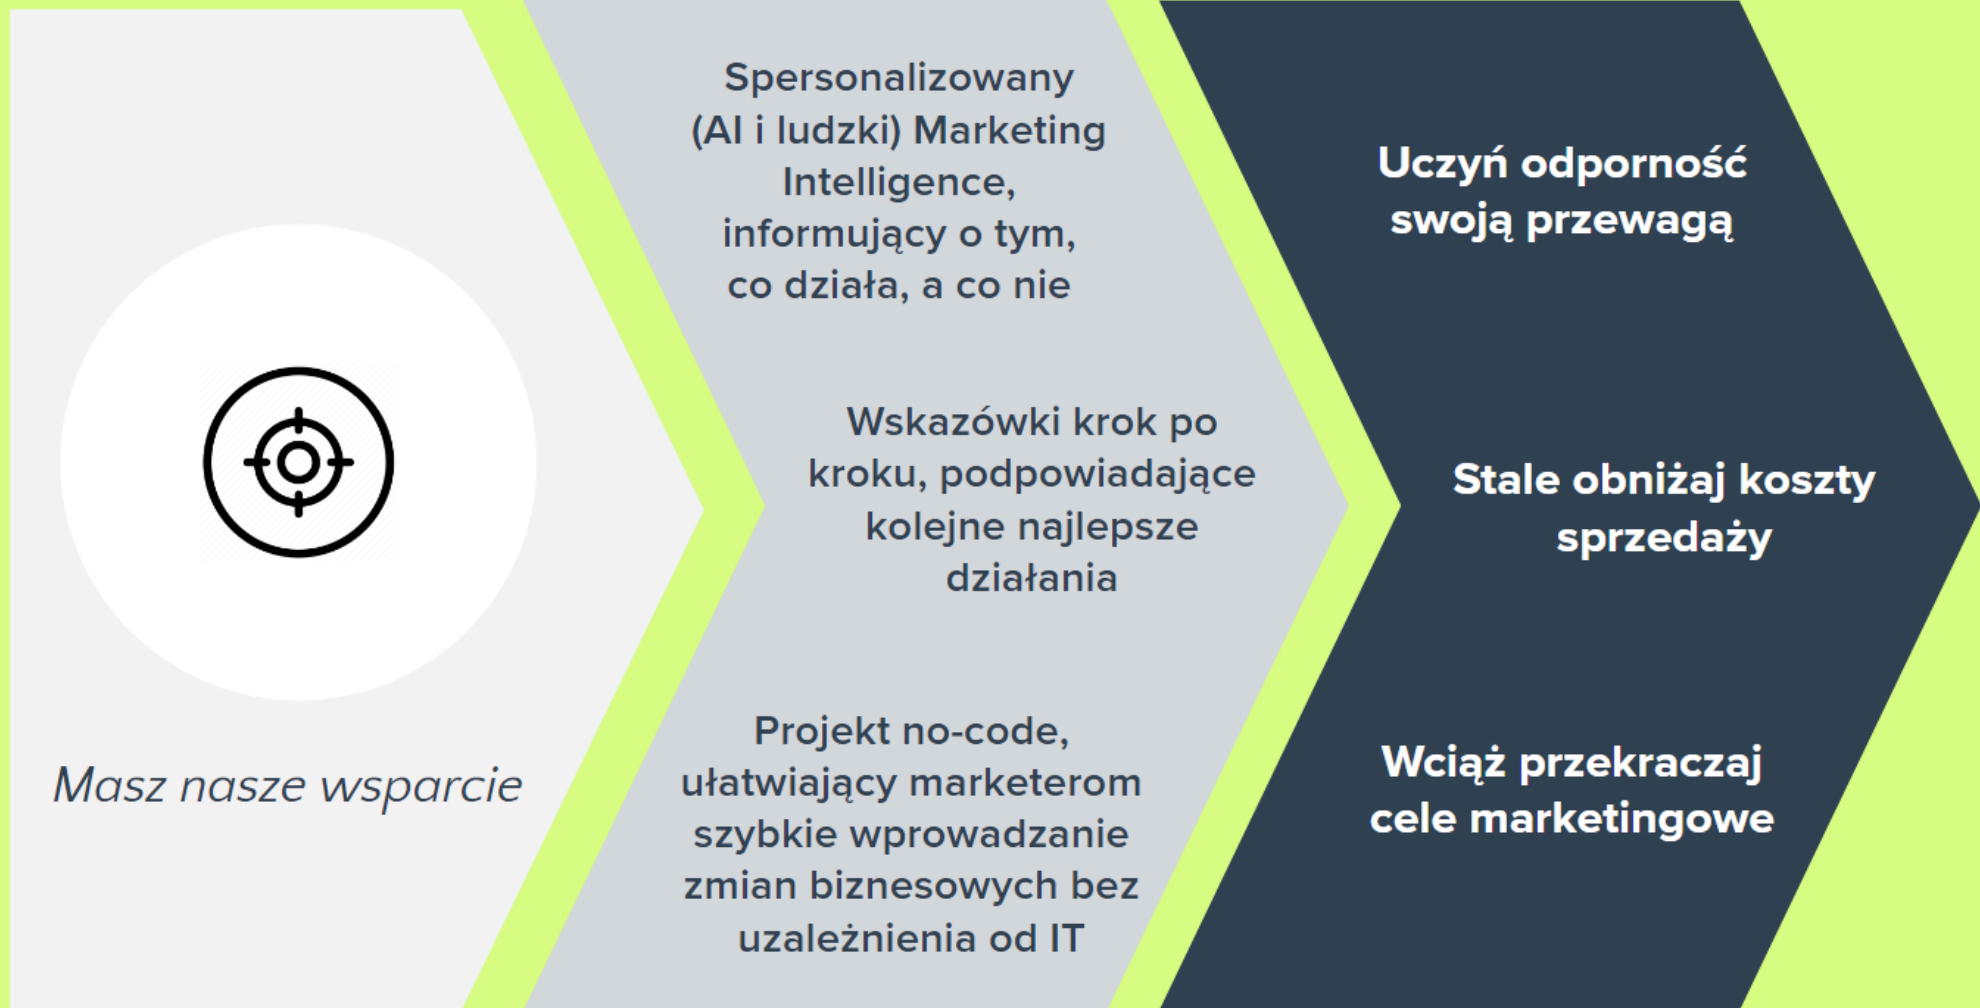 Masz nasze wsparcie
Spersonalizowany
(AI i ludzki) Marketing
Intelligence,
informujący o tym,
co działa, a co nie
Wskazówki krok po
kroku, podpowiadające
kolejne najlepsze
działania
Projekt no-code,
ułatwiający marketerom
szybkie wprowadzanie
zmian biznesowych bez
uzależnienia od IT
Uczyń odporność
swoją przewagą
Stale obniżaj koszty
sprzedaży
Wciąż przekraczaj
cele marketingowe